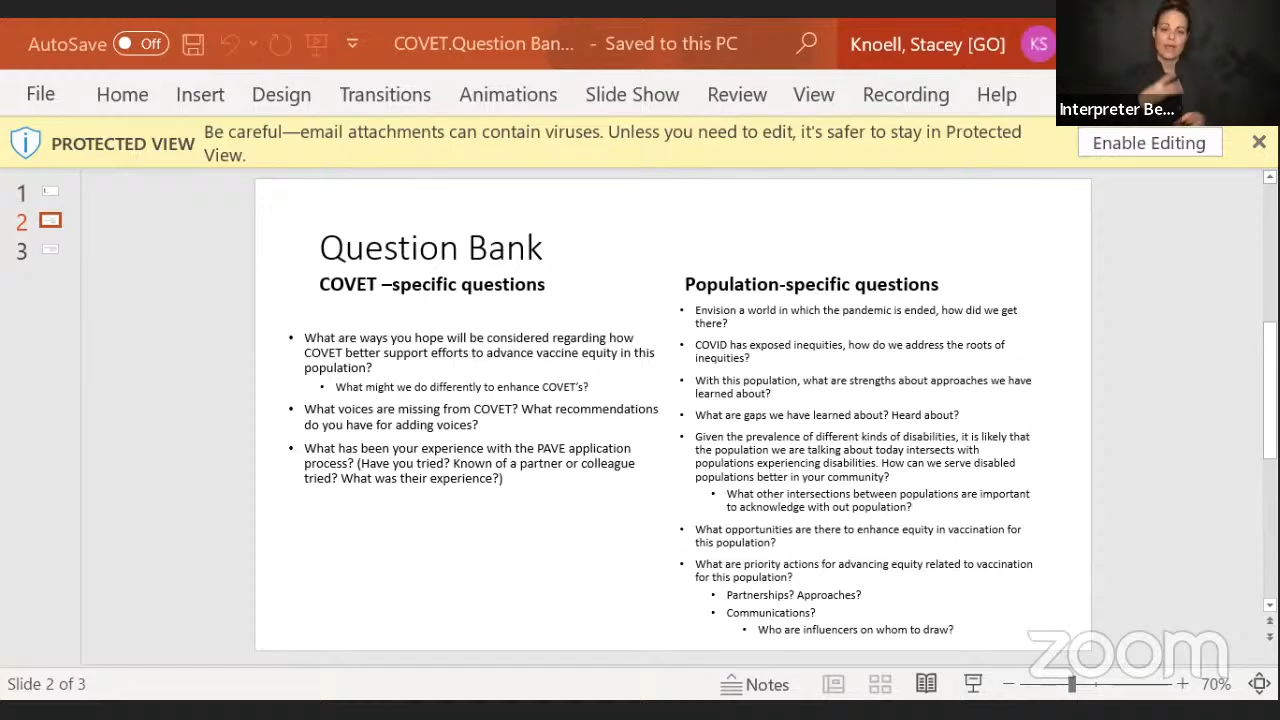 AutoSave Off COVET.Question Ban... - Saved to this PC Knoell, Stacey [GO] KS
File Home Insert Design Transitions Animations Slide Show Review View Recording Help
Interpreter Be...
PROTECTED VIEW Be careful—email attachments can contain viruses. Unless you need to edit, it's safer to stay in Protected
View.
Enable Editing
1
2
3
Question Bank
COVET –specific questions
• What are ways you hope will be considered regarding how
COVET better support efforts to advance vaccine equity in this
population?
• What might we do differently to enhance COVET's?
• What voices are missing from COVET? What recommendations
do you have for adding voices?
• What has been your experience with the PAVE application
process? (Have you tried? Known of a partner or colleague
tried? What was their experience?)
Population-specific questions
• Envision a world in which the pandemic is ended, how did we get
there?
• COVID has exposed inequities, how do we address the roots of
inequities?
• With this population, what are strengths about approaches we have
learned about?
• What are gaps we have learned about? Heard about?
• Given the prevalence of different kinds of disabilities, it is likely that
the population we are talking about today intersects with
populations experiencing disabilities. How can we serve disabled
populations better in your community?
• What other intersections between populations are important
to acknowledge with out population?
• What opportunities are there to enhance equity in vaccination for
this population?
• What are priority actions for advancing equity related to vaccination
for this population?
• Partnerships? Approaches?
• Communications?
• Who are influencers on whom to draw?
zoom
Slide 2 of 3 Notes 70%